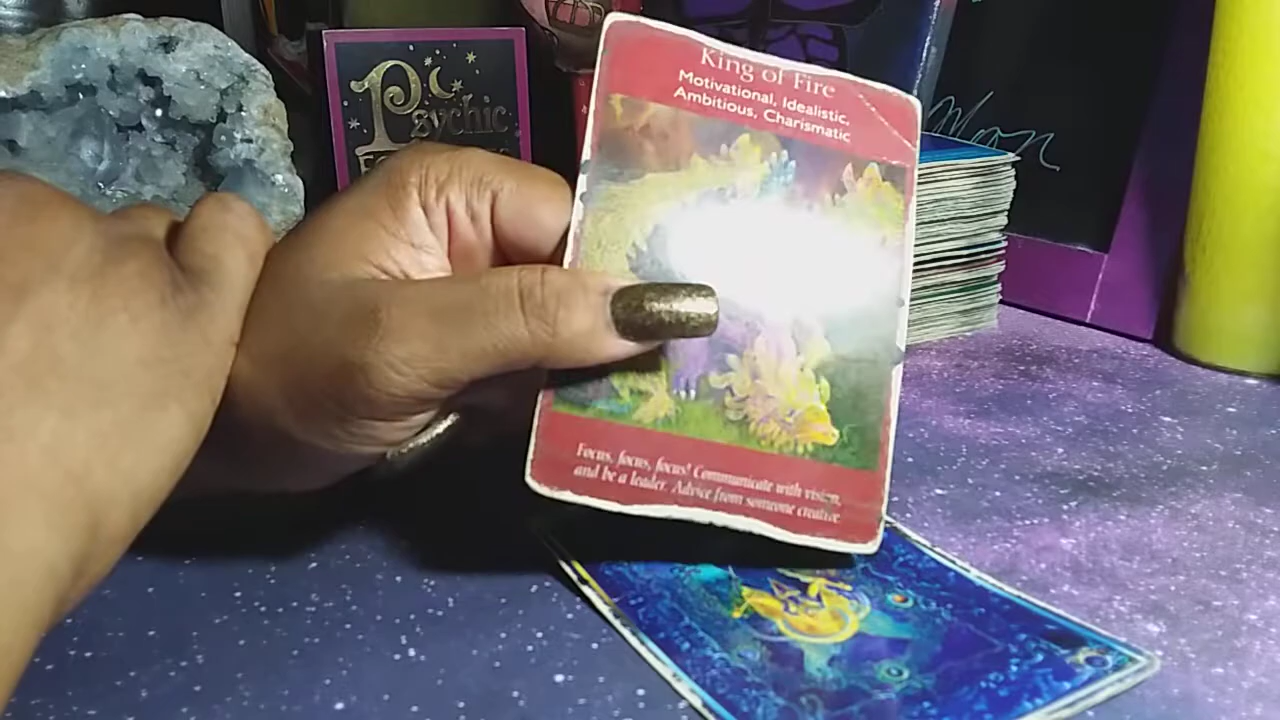 Psychic
King of Fire
Motivational, Idealistic,
Ambitious, Charismatic
Focus, focus, focus! Communicate with vision,
and be a leader. Advice from someone creative
Moon